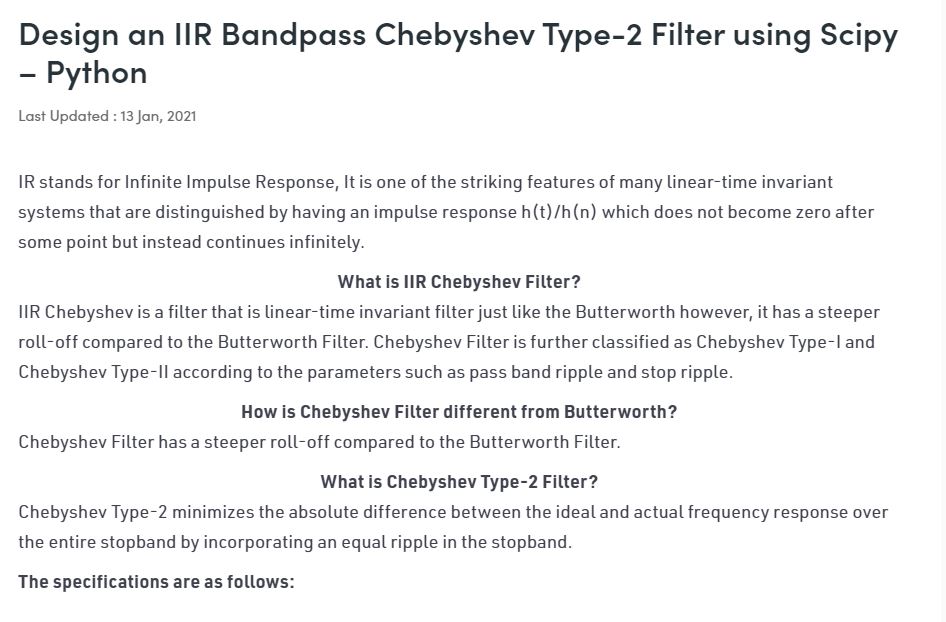 Design an IIR Bandpass Chebyshev Type-2 Filter using Scipy
– Python
Last Updated : 13 Jan, 2021
IR stands for Infinite Impulse Response, It is one of the striking features of many linear-time invariant
systems that are distinguished by having an impulse response h(t)/h(n) which does not become zero after
some point but instead continues infinitely.
What is IIR Chebyshev Filter?
IIR Chebyshev is a filter that is linear-time invariant filter just like the Butterworth however, it has a steeper
roll-off compared to the Butterworth Filter. Chebyshev Filter is further classified as Chebyshev Type-I and
Chebyshev Type-II according to the parameters such as pass band ripple and stop ripple.
How is Chebyshev Filter different from Butterworth?
Chebyshev Filter has a steeper roll-off compared to the Butterworth Filter.
What is Chebyshev Type-2 Filter?
Chebyshev Type-2 minimizes the absolute difference between the ideal and actual frequency response over
the entire stopband by incorporating an equal ripple in the stopband.
The specifications are as follows: